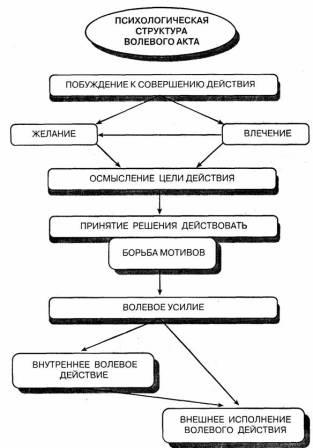 ПСИХОЛОГИЧЕСКАЯ
СТРУКТУРА
ВОЛЕВОГО АКТА
ПОБУЖДЕНИЕ К СОВЕРШЕНИЮ ДЕЙСТВИЯ
ЖЕЛАНИЕ
ВЛЕЧЕНИЕ
ОСМЫСЛЕНИЕ ЦЕЛИ ДЕЙСТВИЯ
ПРИНЯТИЕ РЕШЕНИЯ ДЕЙСТВОВАТЬ
БОРЬБА МОТИВОВ
ВОЛЕВОЕ УСИЛИЕ
ВНУТРЕННЕЕ ВОЛЕВОЕ
ДЕЙСТВИЕ
ВНЕШНЕЕ ИСПОЛНЕНИЕ
ВОЛЕВОГО ДЕЙСТВИЯ